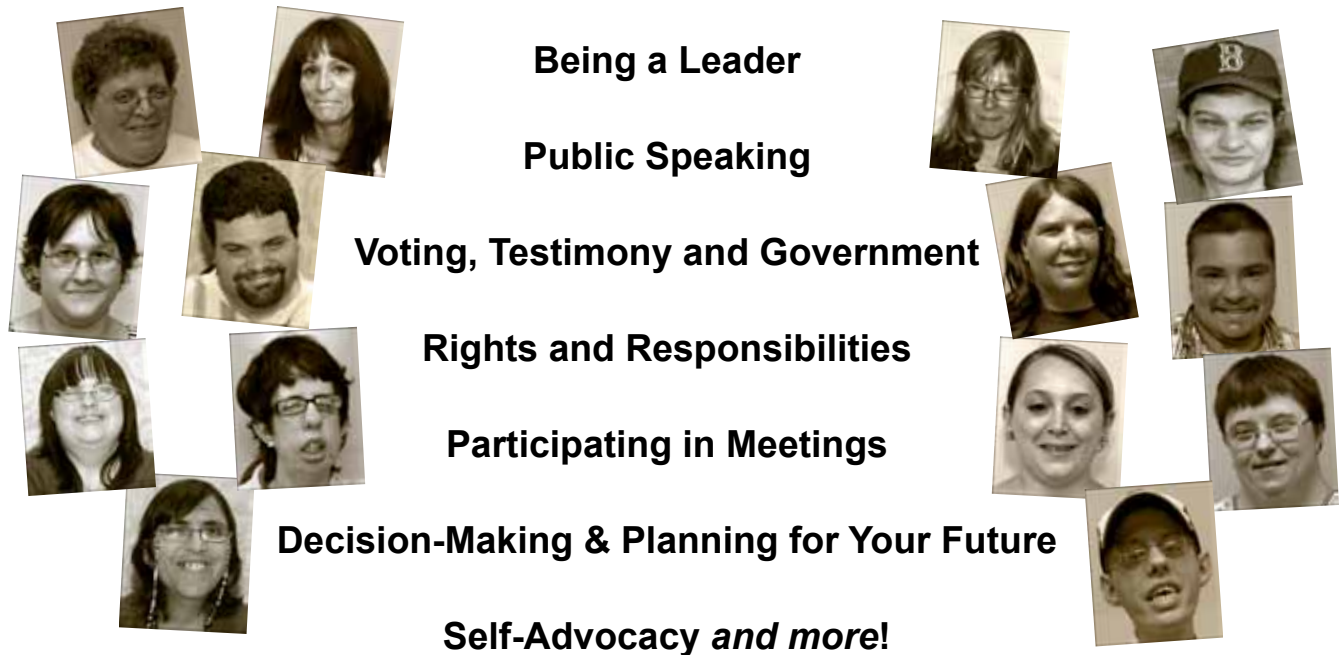 Being a Leader
Public Speaking
Voting, Testimony and Government
Rights and Responsibilities
Participating in Meetings
Decision-Making & Planning for Your Future
Self-Advocacy and more!
B